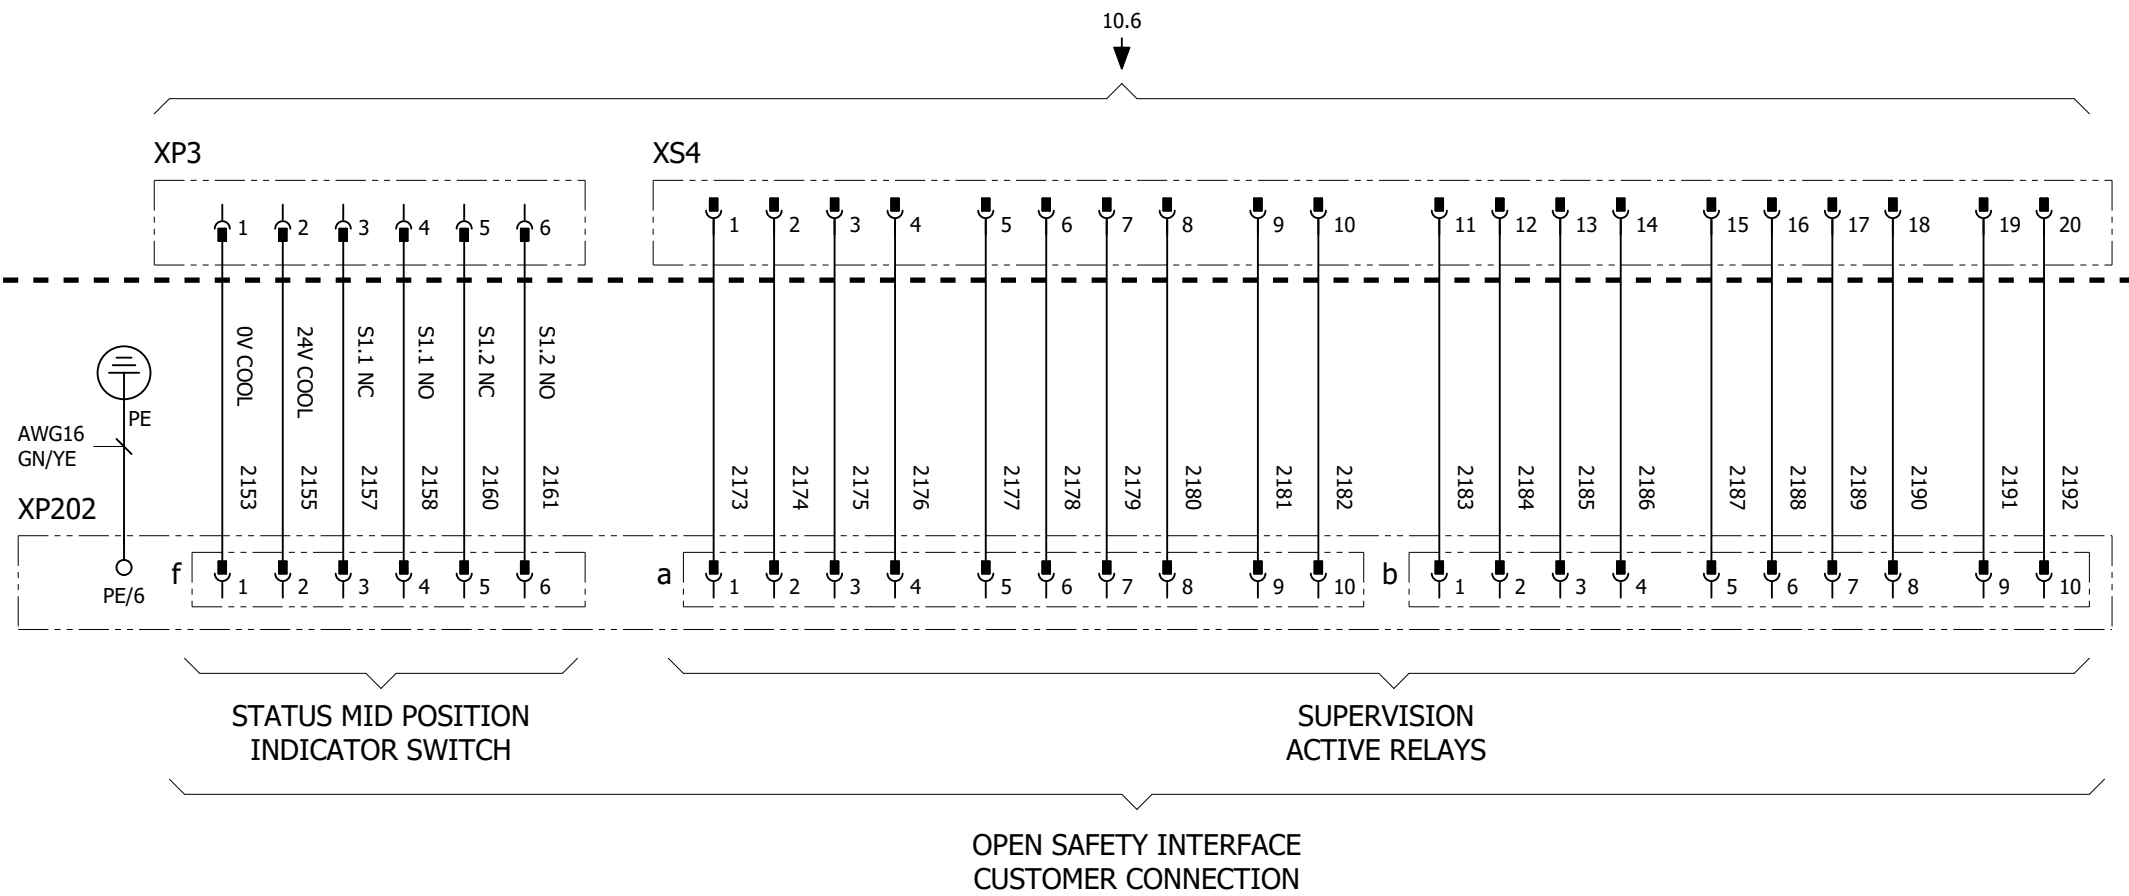 10.6
XP3 XS4
1 2 3 4 5 6 1 2 3 4 5 6 7 8 9 10 11 12 13 14 15 16 17 18 19 20
0V COOL
24V COOL
S1.1 NC
S1.1 NO
S1.2 NC
S1.2 NO
PE
AWG16
GN/YE
2153
2155
2157
2158
2160
2161
2173
2174
2175
2176
2177
2178
2179
2180
2181
2182
2183
2184
2185
2186
2187
2188
2189
2190
2191
2192
XP202
PE/6
f 1 2 3 4 5 6 a 1 2 3 4 5 6 7 8 9 10 b 1 2 3 4 5 6 7 8 9 10
STATUS MID POSITION
INDICATOR SWITCH
SUPERVISION
ACTIVE RELAYS
OPEN SAFETY INTERFACE
CUSTOMER CONNECTION